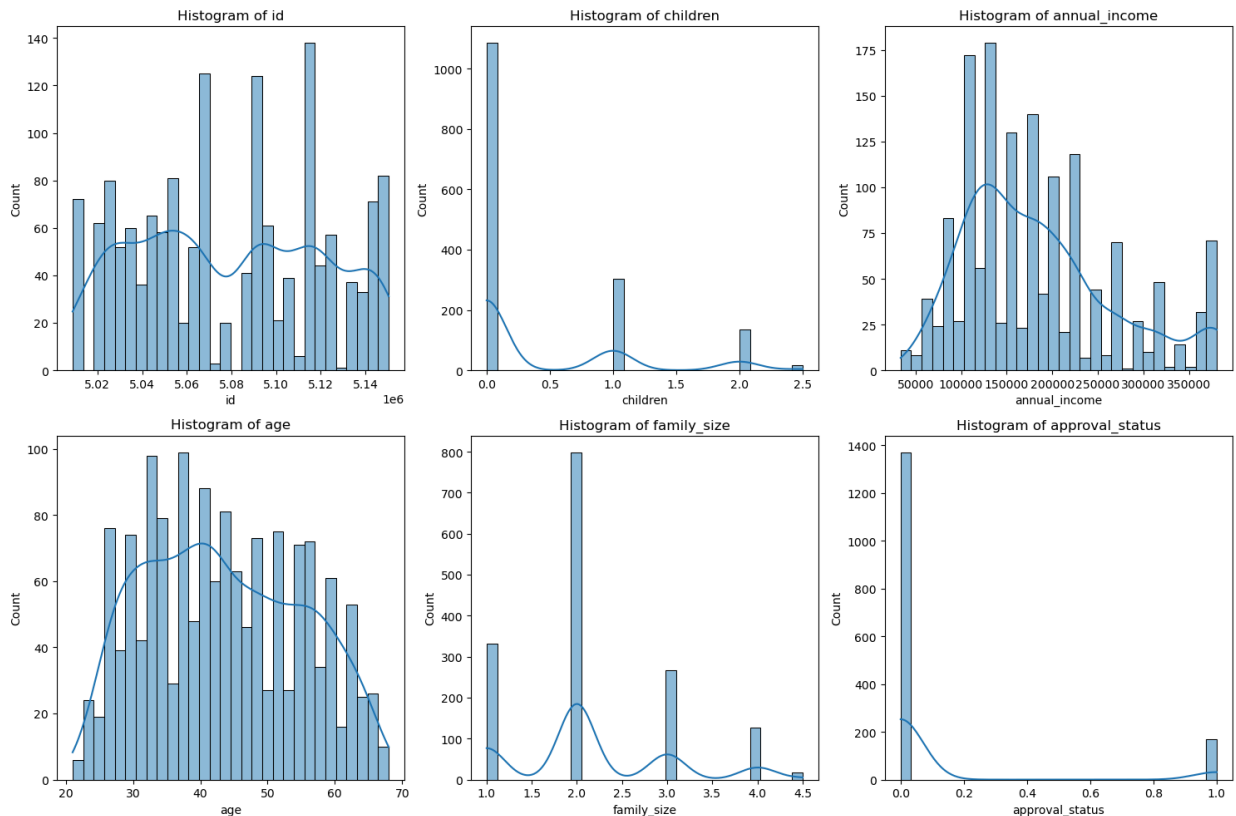 Histogram of id
140
120
100
80
60
40
20
0
Count
5.02 5.04 5.06 5.08 5.10 5.12 5.14
1e6
id
Histogram of children
1000
800
600
400
200
0
Count
0.0 0.5 1.0 1.5 2.0 2.5
children
Histogram of annual_income
175
150
125
100
75
50
25
0
Count
500000 1000000 1500000 2000000 2500000 3000000 3500000
annual_income
Histogram of age
100
80
60
40
20
0
Count
20 30 40 50 60 70
age
Histogram of family_size
800
700
600
500
400
300
200
100
0
Count
1.0 1.5 2.0 2.5 3.0 3.5 4.0 4.5
family_size
Histogram of approval_status
1400
1200
1000
800
600
400
200
0
Count
0.0 0.2 0.4 0.6 0.8 1.0
approval_status